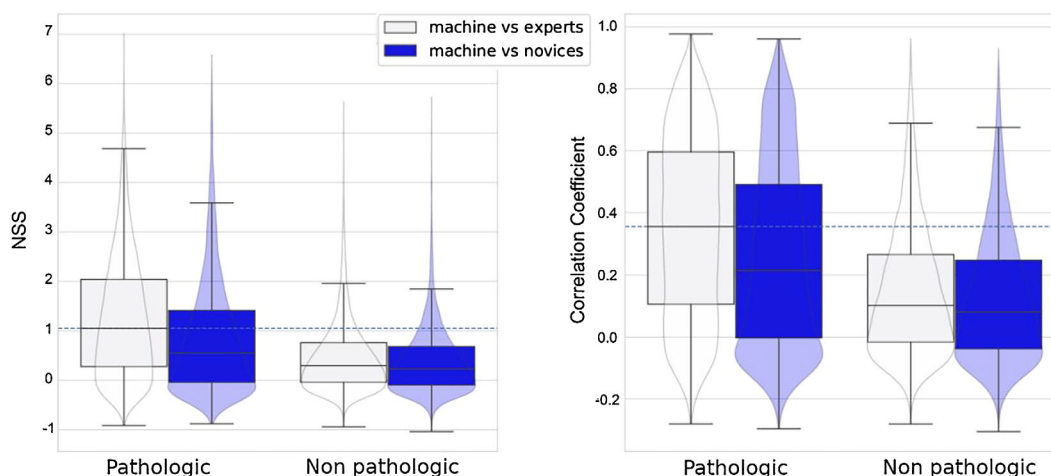 machine vs experts
machine vs novices
NSS
7
6
5
4
3
2
1
0
-1
Pathologic
Non pathologic
Correlation Coefficient
1.0
0.8
0.6
0.4
0.2
0.0
-0.2
Pathologic
Non pathologic